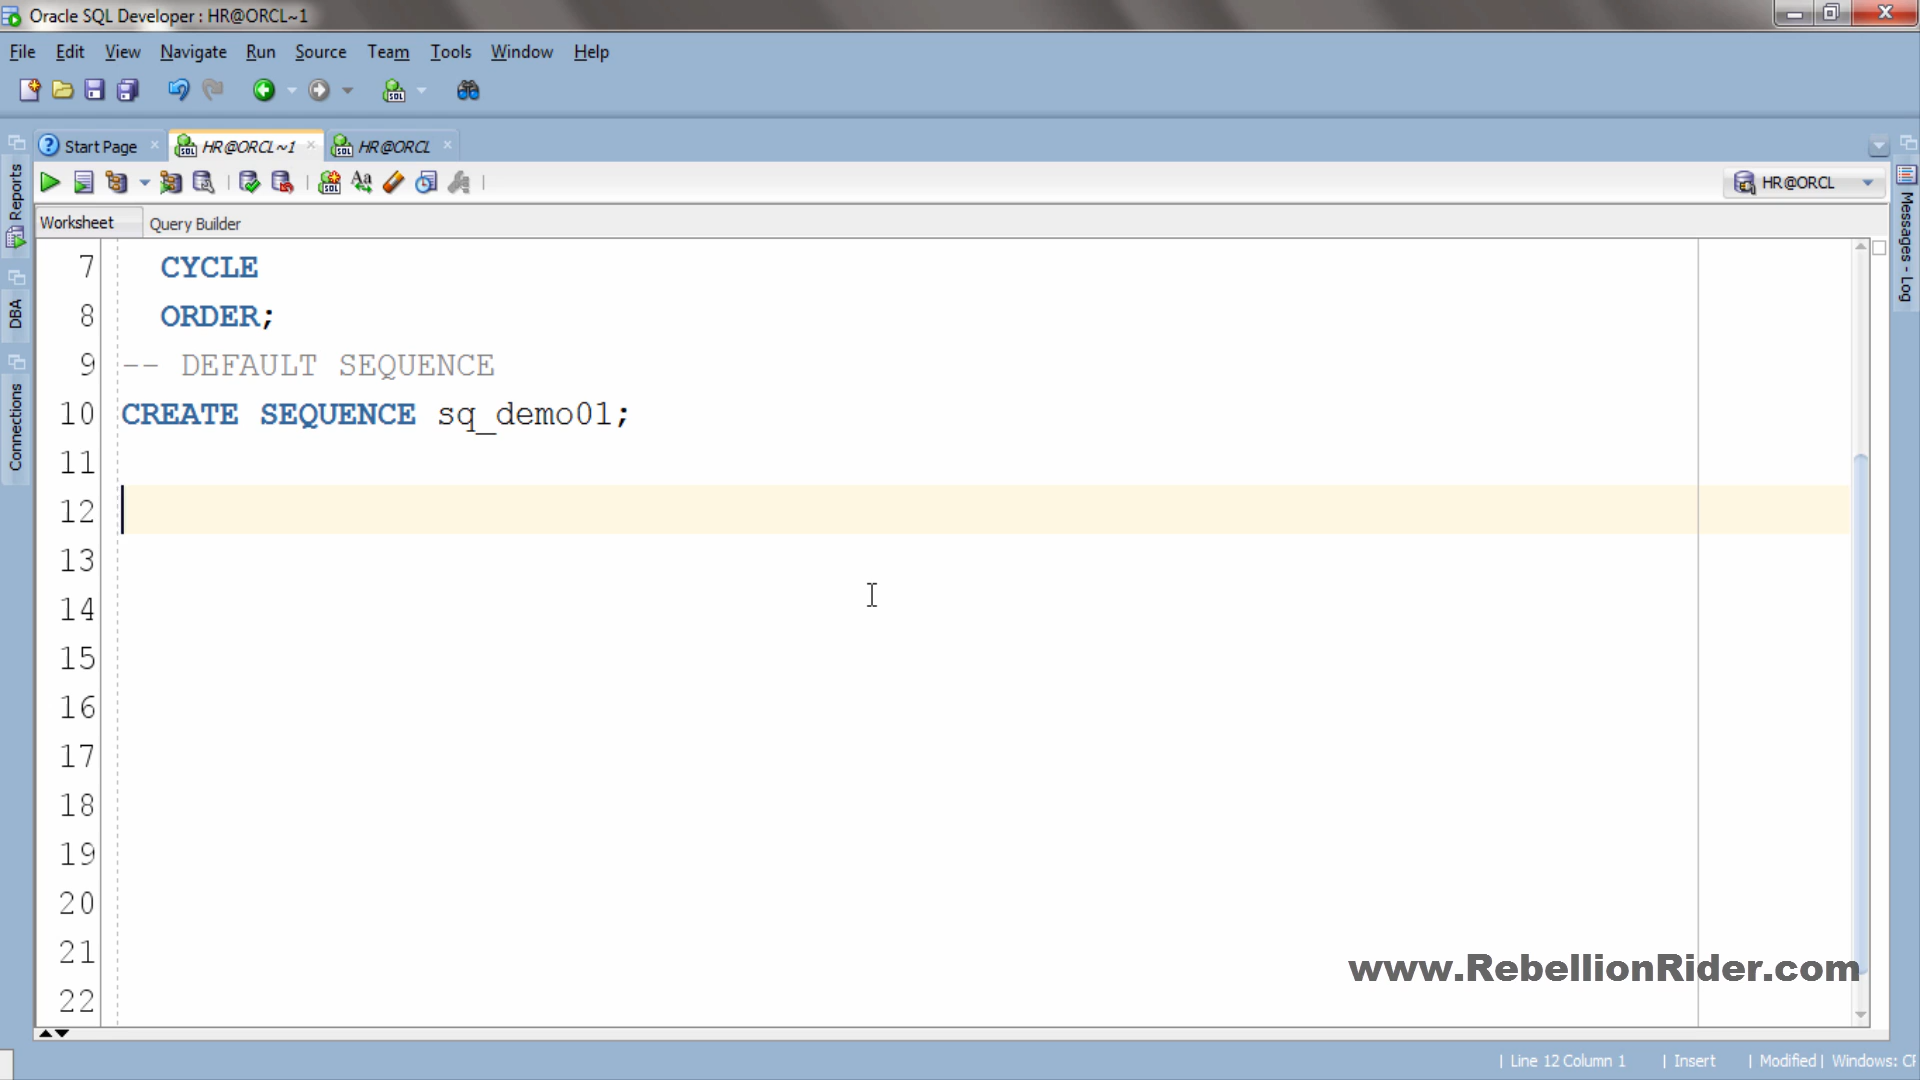 Oracle SQL Developer : HR@ORCL~1
File Edit View Navigate Run Source Team Tools Window Help
Start Page HR@ORCL~1 HR@ORCL
HR@ORCL
Worksheet Query Builder
Reports
DBA
Connections
Messages - Log
7 CYCLE
8 ORDER;
9 -- DEFAULT SEQUENCE
10 CREATE SEQUENCE sq_demo01;
11
12
13
14
15
16
17
18
19
20
21
22
www.RebellionRider.com
| Line 12 Column 1 | Insert | Modified | Windows: CF